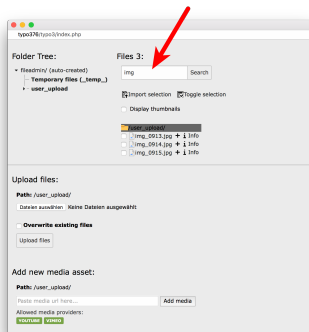 typo376/typo3/index.php
Folder Tree:
fileadmin/ (auto-created)
Temporary files (_temp_)
user_upload
Files 3:
img Search
Import selection Toggle selection
Display thumbnails
/user_upload/
img_0913.jpg + i Info
img_0914.jpg + i Info
img_0915.jpg + i Info
Upload files:
Path: /user_upload/
Dateien auswählen Keine Dateien ausgewählt
Overwrite existing files
Upload files
Add new media asset:
Path: /user_upload/
Paste media url here... Add media
Allowed media providers:
YOUTUBE VIMEO